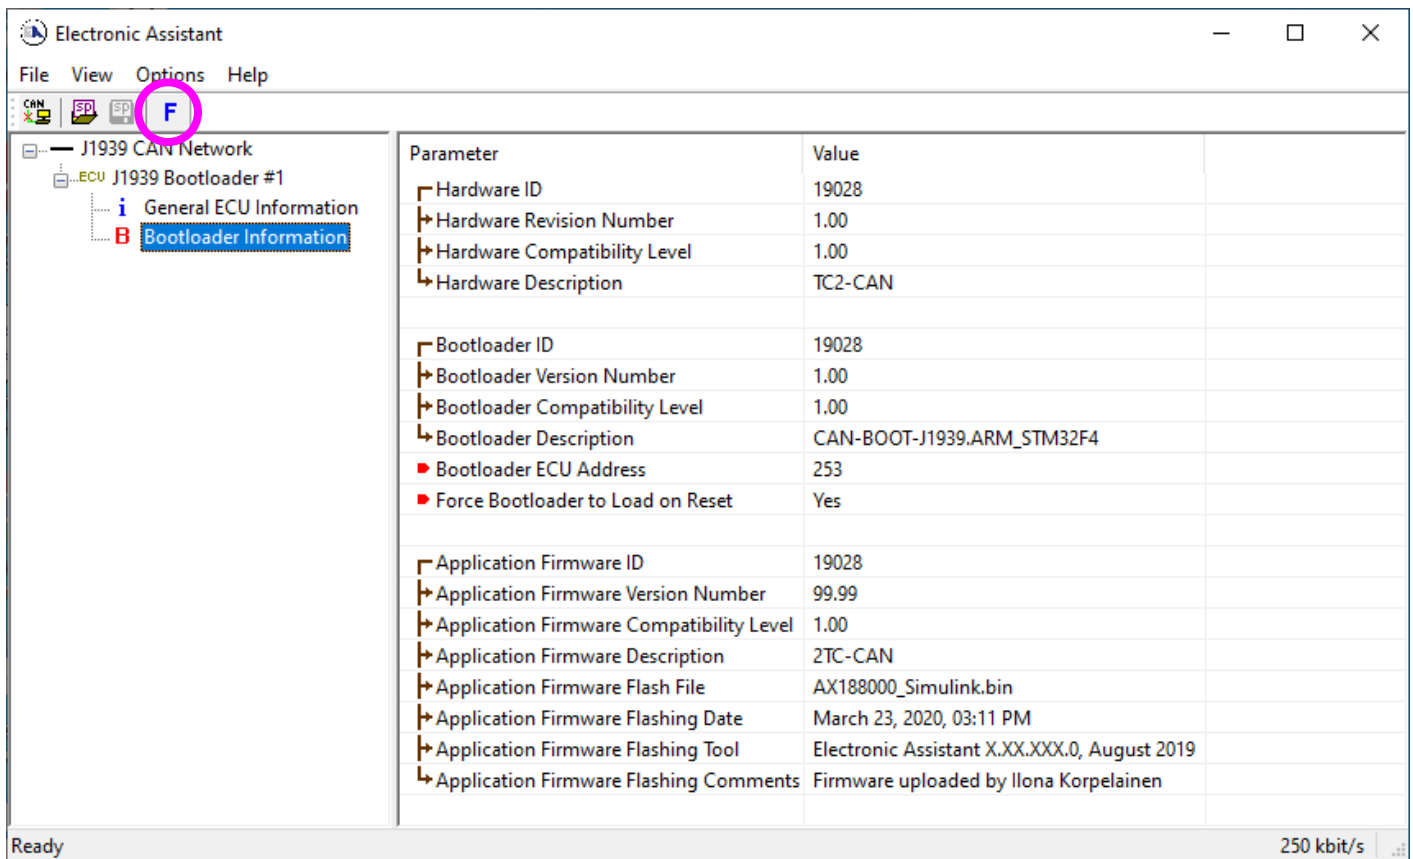 Electronic Assistant
File View Options Help
CAN SP SP F
J1939 CAN Network
ECU J1939 Bootloader #1
i General ECU Information
B Bootloader Information
Parameter Value
Hardware ID 19028
Hardware Revision Number 1.00
Hardware Compatibility Level 1.00
Hardware Description TC2-CAN
Bootloader ID 19028
Bootloader Version Number 1.00
Bootloader Compatibility Level 1.00
Bootloader Description CAN-BOOT-J1939.ARM_STM32F4
Bootloader ECU Address 253
Force Bootloader to Load on Reset Yes
Application Firmware ID 19028
Application Firmware Version Number 99.99
Application Firmware Compatibility Level 1.00
Application Firmware Description 2TC-CAN
Application Firmware Flash File AX188000_Simulink.bin
Application Firmware Flashing Date March 23, 2020, 03:11 PM
Application Firmware Flashing Tool Electronic Assistant X.XX.XXX.0, August 2019
Application Firmware Flashing Comments Firmware uploaded by Ilona Korpelainen
Ready 250 kbit/s